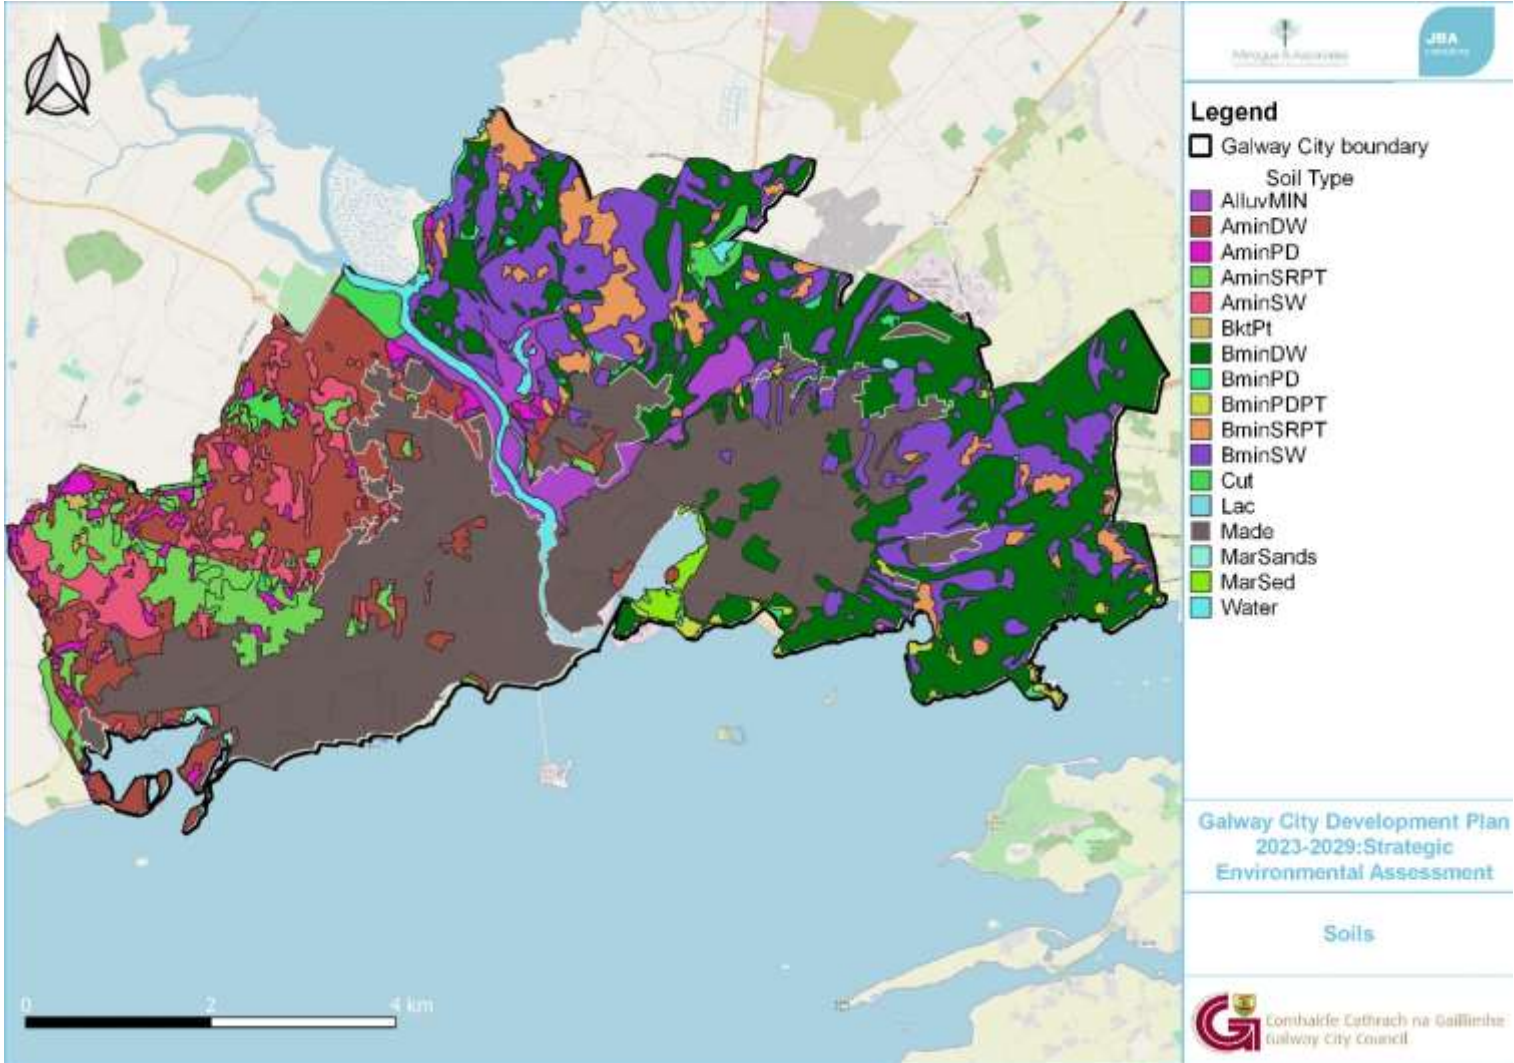 N
JBA
Legend
Galway City boundary
Soil Type
AlluvMIN
AminDW
AminPD
AminSRPT
AminSW
BktPt
BminDW
BminPD
BminPDPT
BminSRPT
BminSW
Cut
Lac
Made
MarSands
MarSed
Water
Galway City Development Plan
2023-2029:Strategic
Environmental Assessment
Soils
Comhairle Cathrach na Gaillimhe
Galway City Council
0 2 4 km